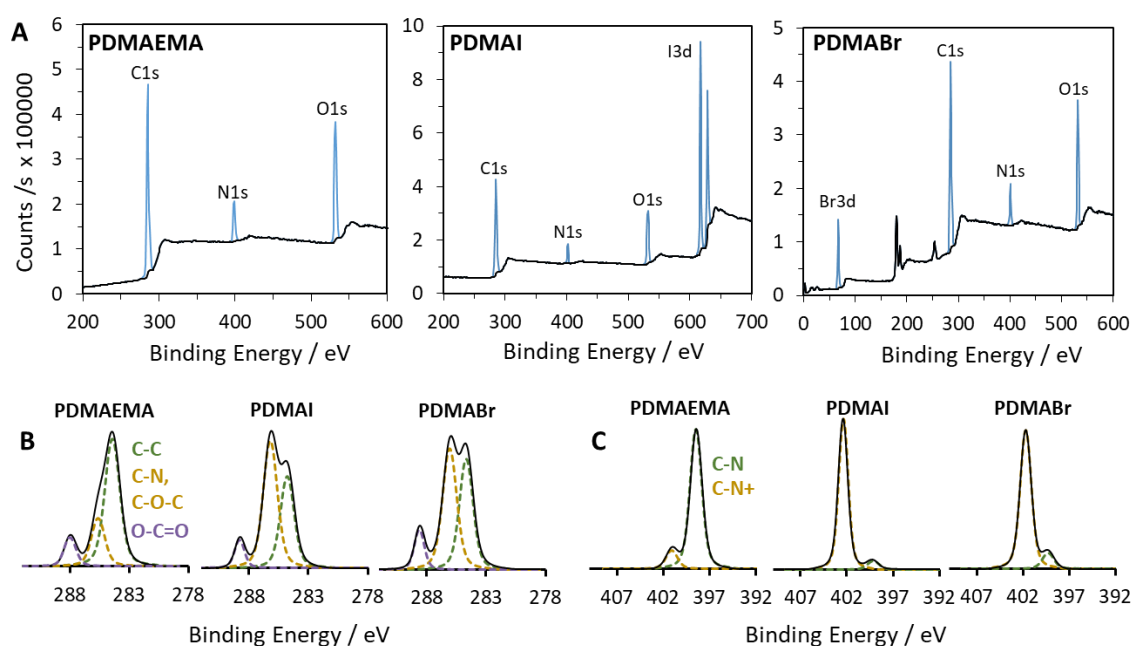 A
PDMAEMA
PDMAI
PDMABr
Counts /s x 100000
6
5
4
3
2
1
0
C1s
N1s
O1s
200 300 400 500 600
Binding Energy / eV
10
8
6
4
2
0
C1s
N1s
O1s
I3d
200 300 400 500 600 700
Binding Energy / eV
5
4
3
2
1
0
Br3d
C1s
N1s
O1s
0 100 200 300 400 500 600
Binding Energy / eV
B
PDMAEMA
PDMAI
PDMABr
C-C
C-N,
C-O-C
O-C=O
288 283 278
288 283 278
288 283 278
Binding Energy / eV
C
PDMAEMA
PDMAI
PDMABr
C-N
C-N+
407 402 397 392
407 402 397 392
407 402 397 392
Binding Energy / eV